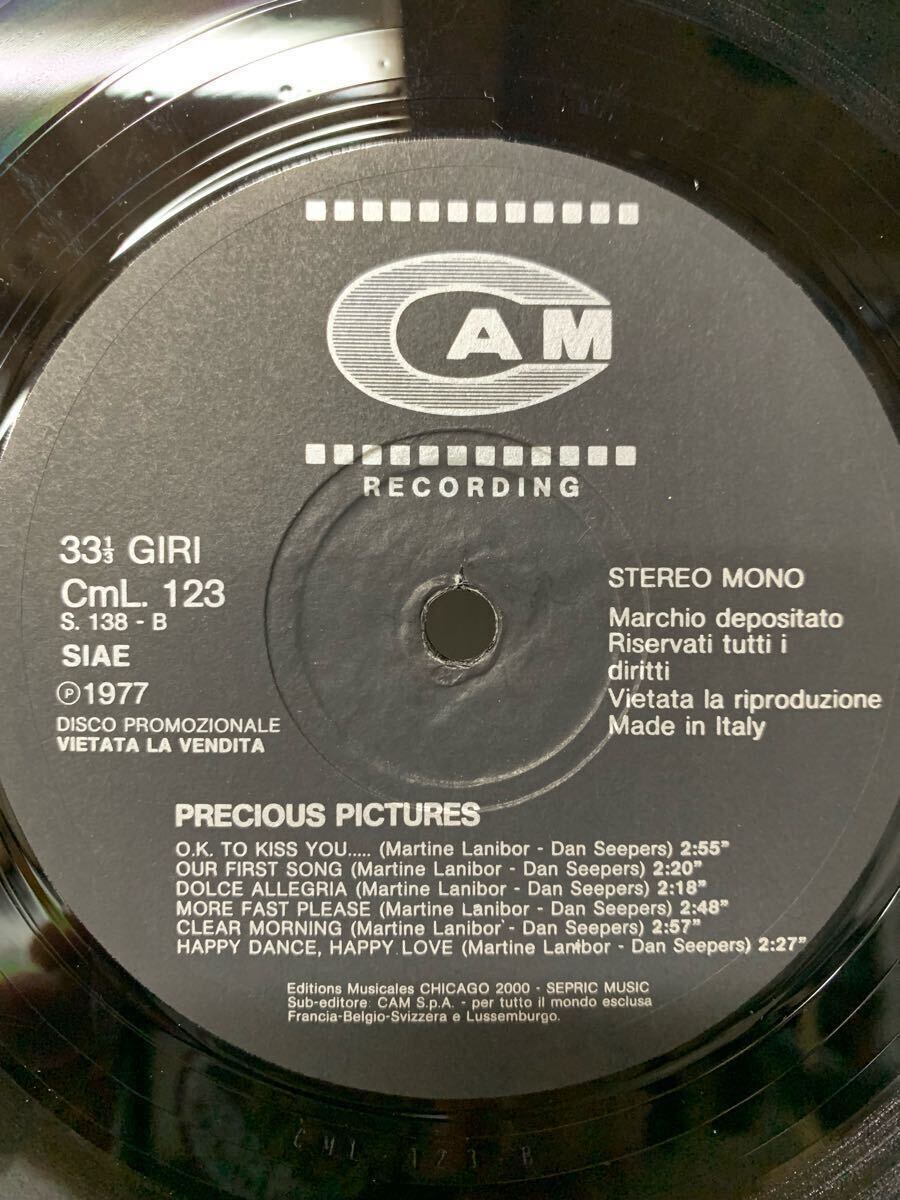 CAM
RECORDING
33⅓ GIRI
CmL. 123
S. 138 - B
SIAE
℗1977
DISCO PROMOZIONALE
VIETATA LA VENDITA
STEREO MONO
Marchio depositato
Riservati tutti i
diritti
Vietata la riproduzione
Made in Italy
PRECIOUS PICTURES
O.K. TO KISS YOU..... (Martine Lanibor - Dan Seepers) 2:55"
OUR FIRST SONG (Martine Lanibor - Dan Seepers) 2:20"
DOLCE ALLEGRIA (Martine Lanibor - Dan Seepers) 2:18"
MORE FAST PLEASE (Martine Lanibor - Dan Seepers) 2:48"
CLEAR MORNING (Martine Lanibor - Dan Seepers) 2:57"
HAPPY DANCE, HAPPY LOVE (Martine Lanibor - Dan Seepers) 2:27"
Editions Musicales CHICAGO 2000 - SEPRIC MUSIC
Sub-editore: CAM S.p.A. - per tutto il mondo esclusa
Francia-Belgio-Svizzera e Lussemburgo.
CML 123 B